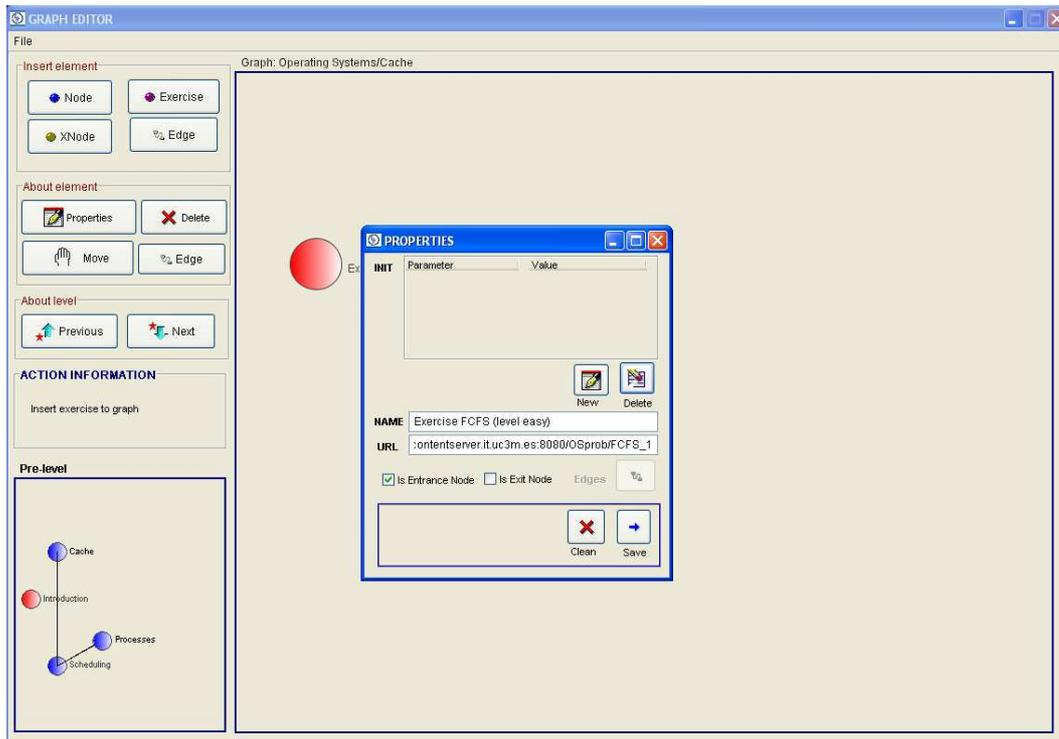 GRAPH EDITOR
File
Insert element
Node
Exercise
XNode
Edge
About element
Properties
Delete
Move
Edge
About level
Previous
Next
ACTION INFORMATION
Insert exercise to graph
Pre-level
Cache
Introduction
Processes
Scheduling
Graph: Operating Systems/Cache
Ex
PROPERTIES
INIT
Parameter Value
New Delete
NAME Exercise FCFS (level easy)
URL :ontentserver.it.uc3m.es:8080/OSprob/FCFS_1
Is Entrance Node Is Exit Node Edges
Clean Save